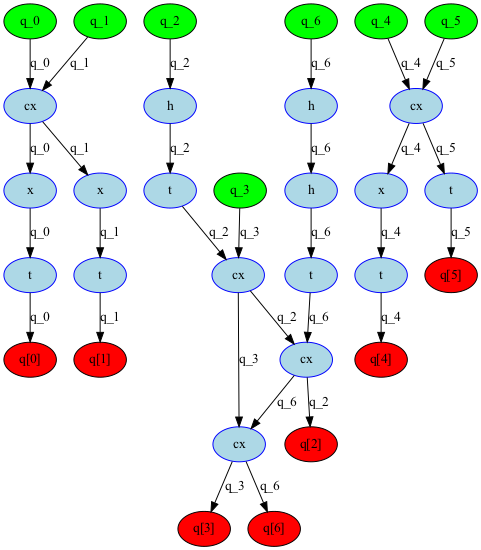 q_0 q_1 q_2 q_6 q_4 q_5
q_0 q_1 q_2 q_6 q_4 q_5
cx h h cx
q_0 q_1 q_2 q_6 q_4 q_5
x x t q_3 h x t
q_0 q_1 q_2 q_3 q_6 q_4 q_5
t t cx t t q[5]
q_0 q_1 q_2 q_6 q_4
q[0] q[1] q_3 cx q[4]
q_6 q_2
cx q[2]
q_3 q_6
q[3] q[6]